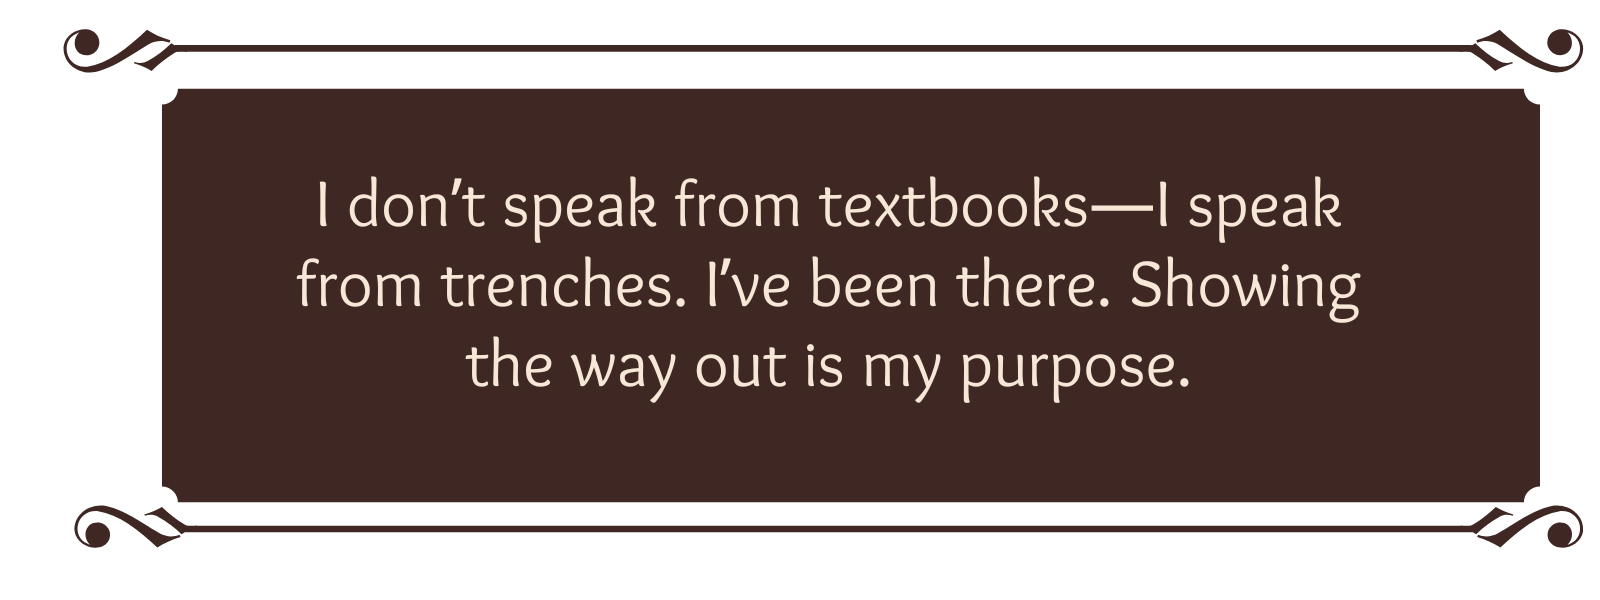 I don’t speak from textbooks—I speak
from trenches. I’ve been there. Showing
the way out is my purpose.